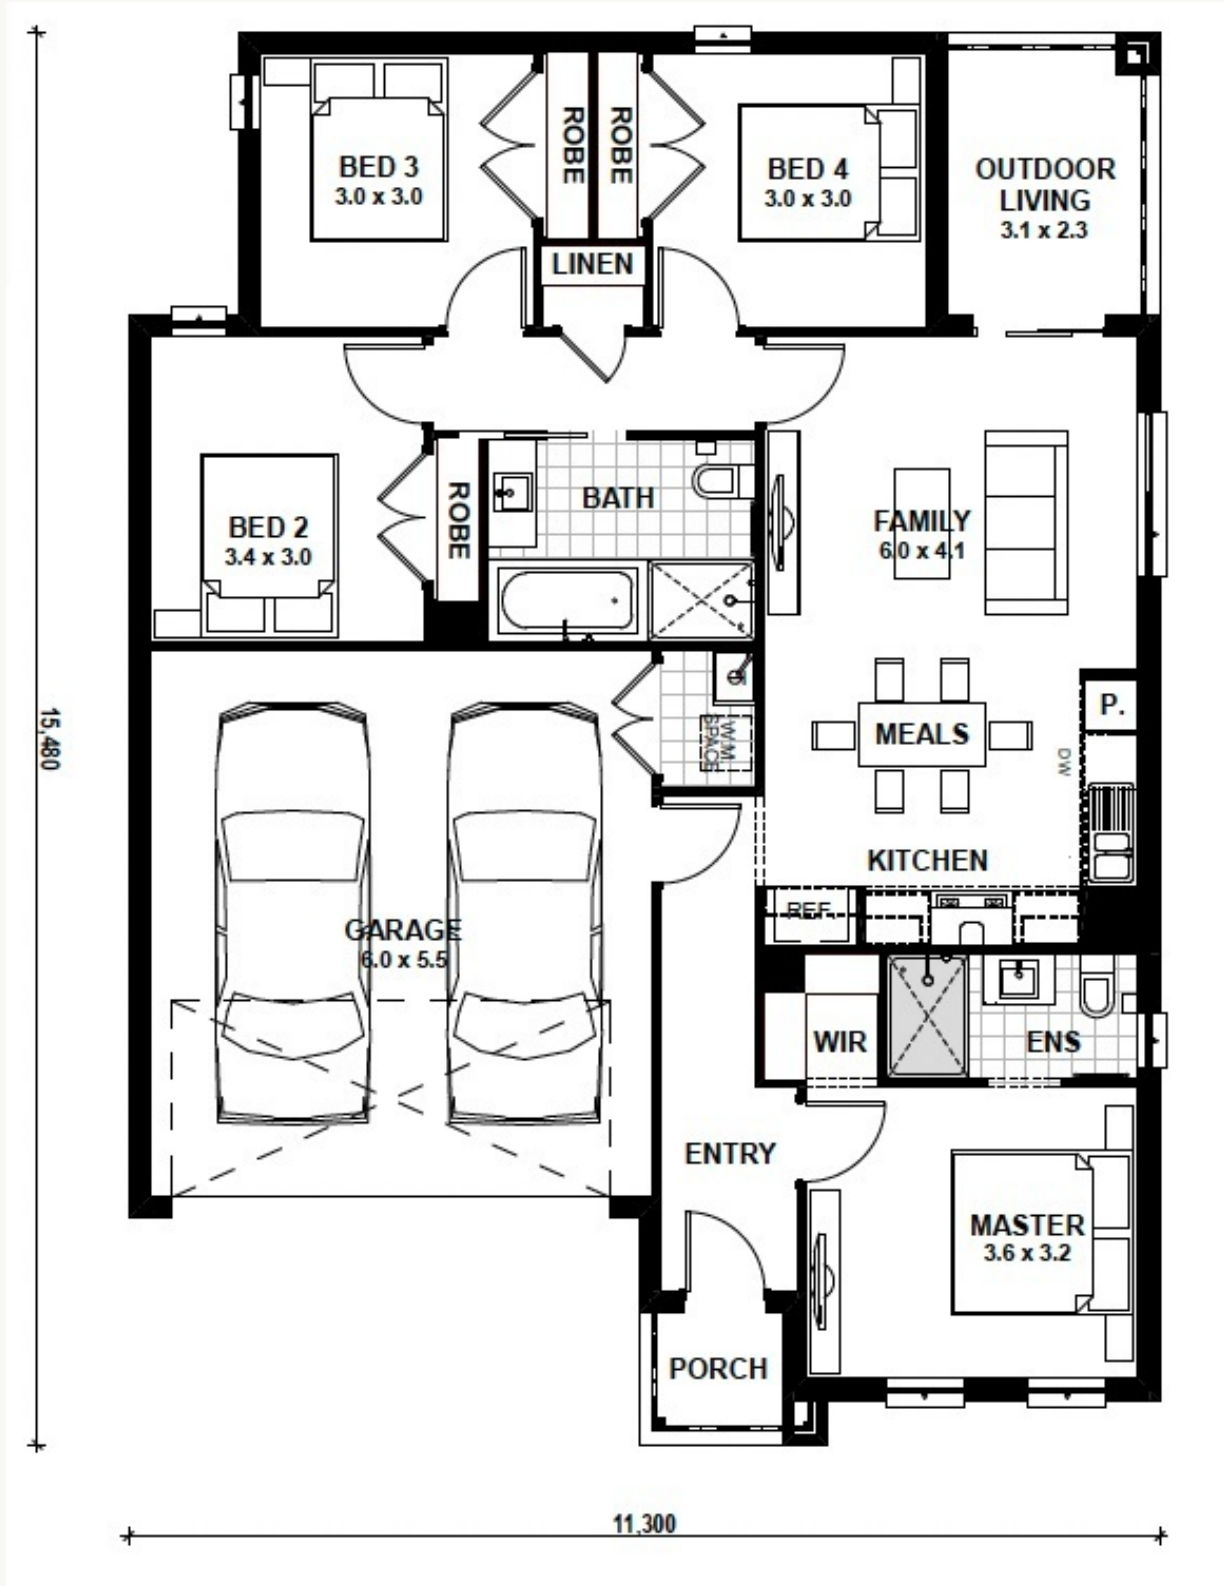 BED 3
3.0 x 3.0
ROBE
ROBE
BED 4
3.0 x 3.0
OUTDOOR
LIVING
3.1 x 2.3
LINEN
BED 2
3.4 x 3.0
ROBE
BATH
FAMILY
6.0 x 4.1
15,480
W.M.
SPACE
MEALS
P.
DW
KITCHEN
REF.
GARAGE
6.0 x 5.5
WIR
ENS
ENTRY
MASTER
3.6 x 3.2
PORCH
11,300